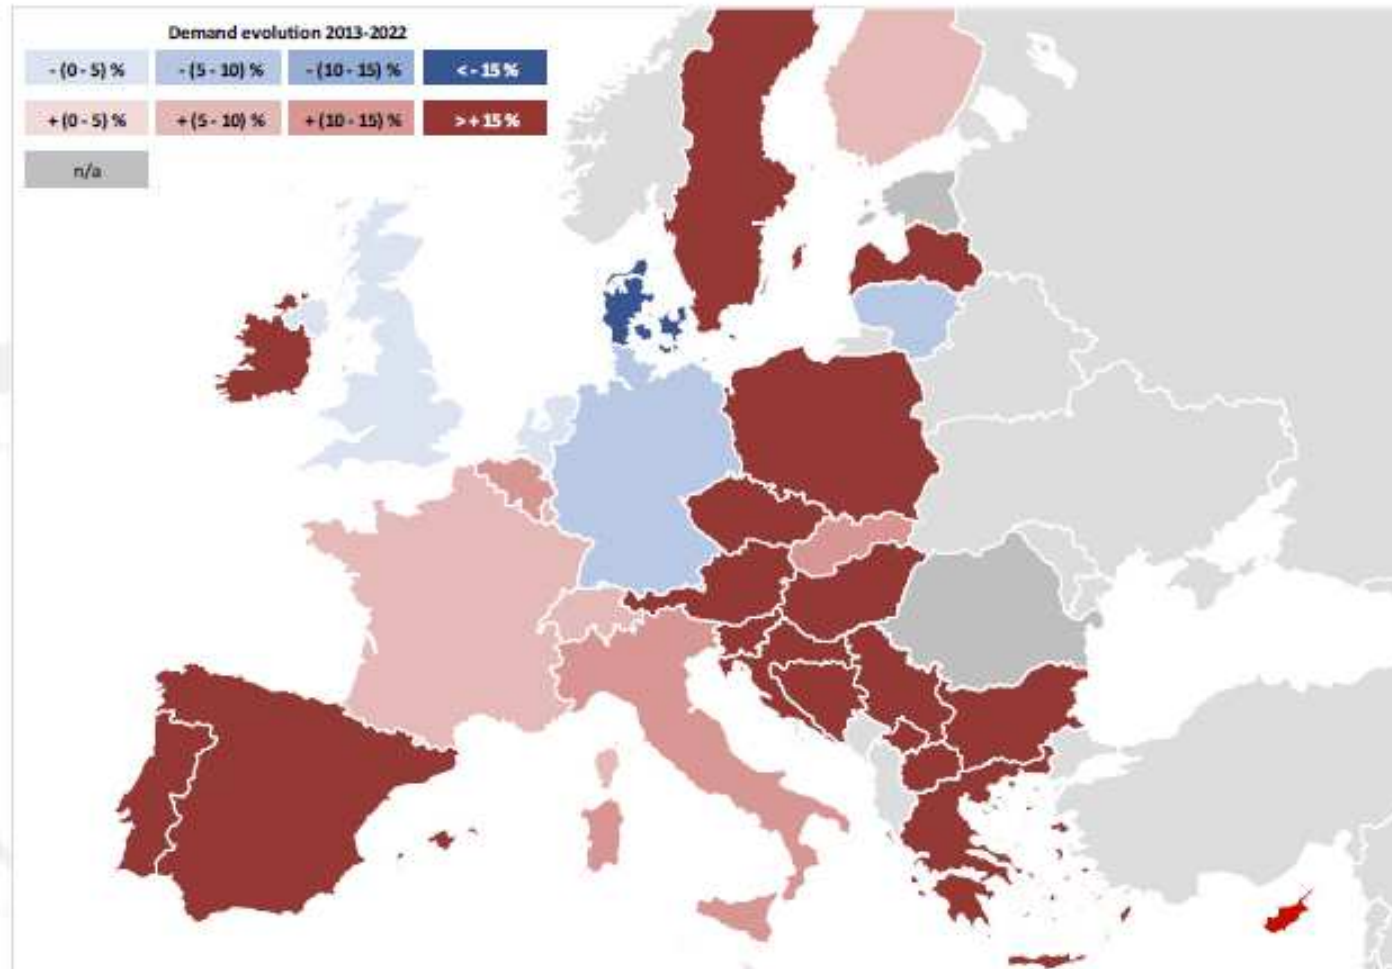 Demand evolution 2013-2022
- (0 - 5) % - (5 - 10) % - (10 - 15) % < - 15 %
+ (0 - 5) % + (5 - 10) % + (10 - 15) % > + 15 %
n/a